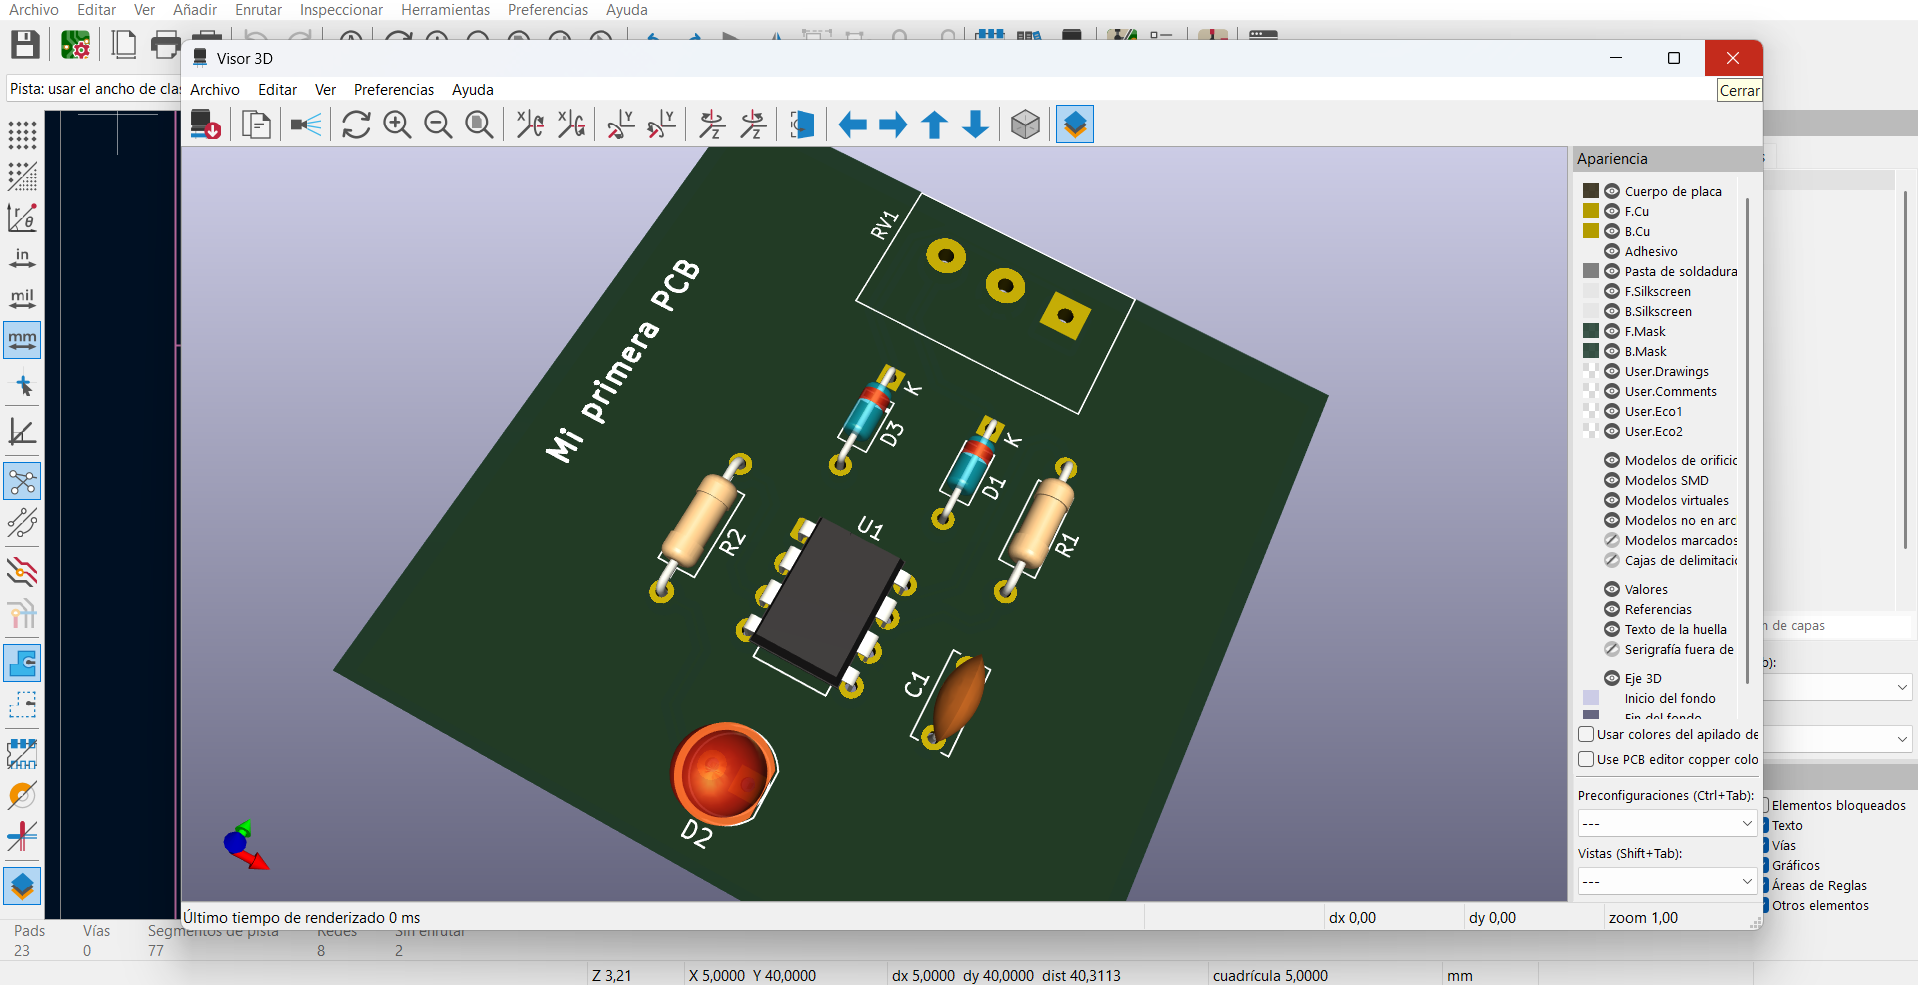 Archivo Editar Ver Añadir Enrutar Inspeccionar Herramientas Preferencias Ayuda
Visor 3D
Pista: usar el ancho de clas
Archivo Editar Ver Preferencias Ayuda
Cerrar
in
mil
mm
Apariencia
Cuerpo de placa
F.Cu
B.Cu
Adhesivo
Pasta de soldadura
F.Silkscreen
B.Silkscreen
F.Mask
B.Mask
User.Drawings
User.Comments
User.Eco1
User.Eco2
Modelos de orificio
Modelos SMD
Modelos virtuales
Modelos no en arc
Modelos marcados
Cajas de delimitació
Valores
Referencias
Texto de la huella
Serigrafía fuera de
Eje 3D
Inicio del fondo
Fin del fondo
Usar colores del apilado de
Use PCB editor copper colo
Preconfiguraciones (Ctrl+Tab):
---
Vistas (Shift+Tab):
---
RV1
Mi primera PCB
K
D3
K
D1
R2
U1
R1
C1
D2
n de capas
b):
Elementos bloqueados
Texto
Vías
Gráficos
Áreas de Reglas
Otros elementos
Último tiempo de renderizado 0 ms dx 0,00 dy 0,00 zoom 1,00
Pads Vías Segmentos de pista Redes Sin enrutar
23 0 77 8 2
Z 3,21 X 5,0000 Y 40,0000 dx 5,0000 dy 40,0000 dist 40,3113 cuadrícula 5,0000 mm